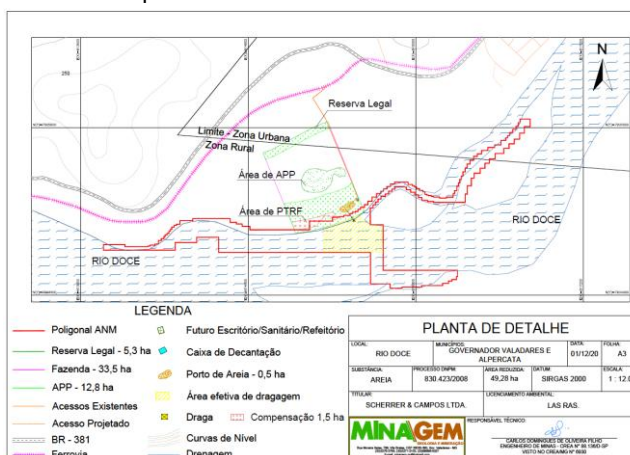 N
250
Reserva Legal
Limite - Zona Urbana
Zona Rural
Área de APP
Área de PTRF
RIO DOCE
RIO DOCE
LEGENDA
Poligonal ANM
Reserva Legal - 5,3 ha
Fazenda - 33,5 ha
APP - 12,8 ha
Acessos Existentes
Acesso Projetado
BR - 381
Ferrovia
Futuro Escritório/Sanitário/Refeitório
Caixa de Decantação
Porto de Areia - 0,5 ha
Área efetiva de dragagem
Draga
Compensação 1,5 ha
Curvas de Nível
Drenagem
PLANTA DE DETALHE
LOCAL:
RIO DOCE
MUNICÍPIOS:
GOVERNADOR VALADARES E ALPERCATA
DATA:
01/12/20
FOLHA:
A3
SUBSTÂNCIA:
AREIA
PROCESSO DNPM:
830.423/2008
ÁREA REDUZIDA:
49,28 ha
DATUM:
SIRGAS 2000
ESCALA:
TITULAR:
SCHERRER & CAMPOS LTDA.
LICENCIAMENTO AMBIENTAL:
LAS RAS.
MINAGEM
RESPONSÁVEL TÉCNICO:
CARLOS DOMINGUES DE OLIVEIRA FILHO